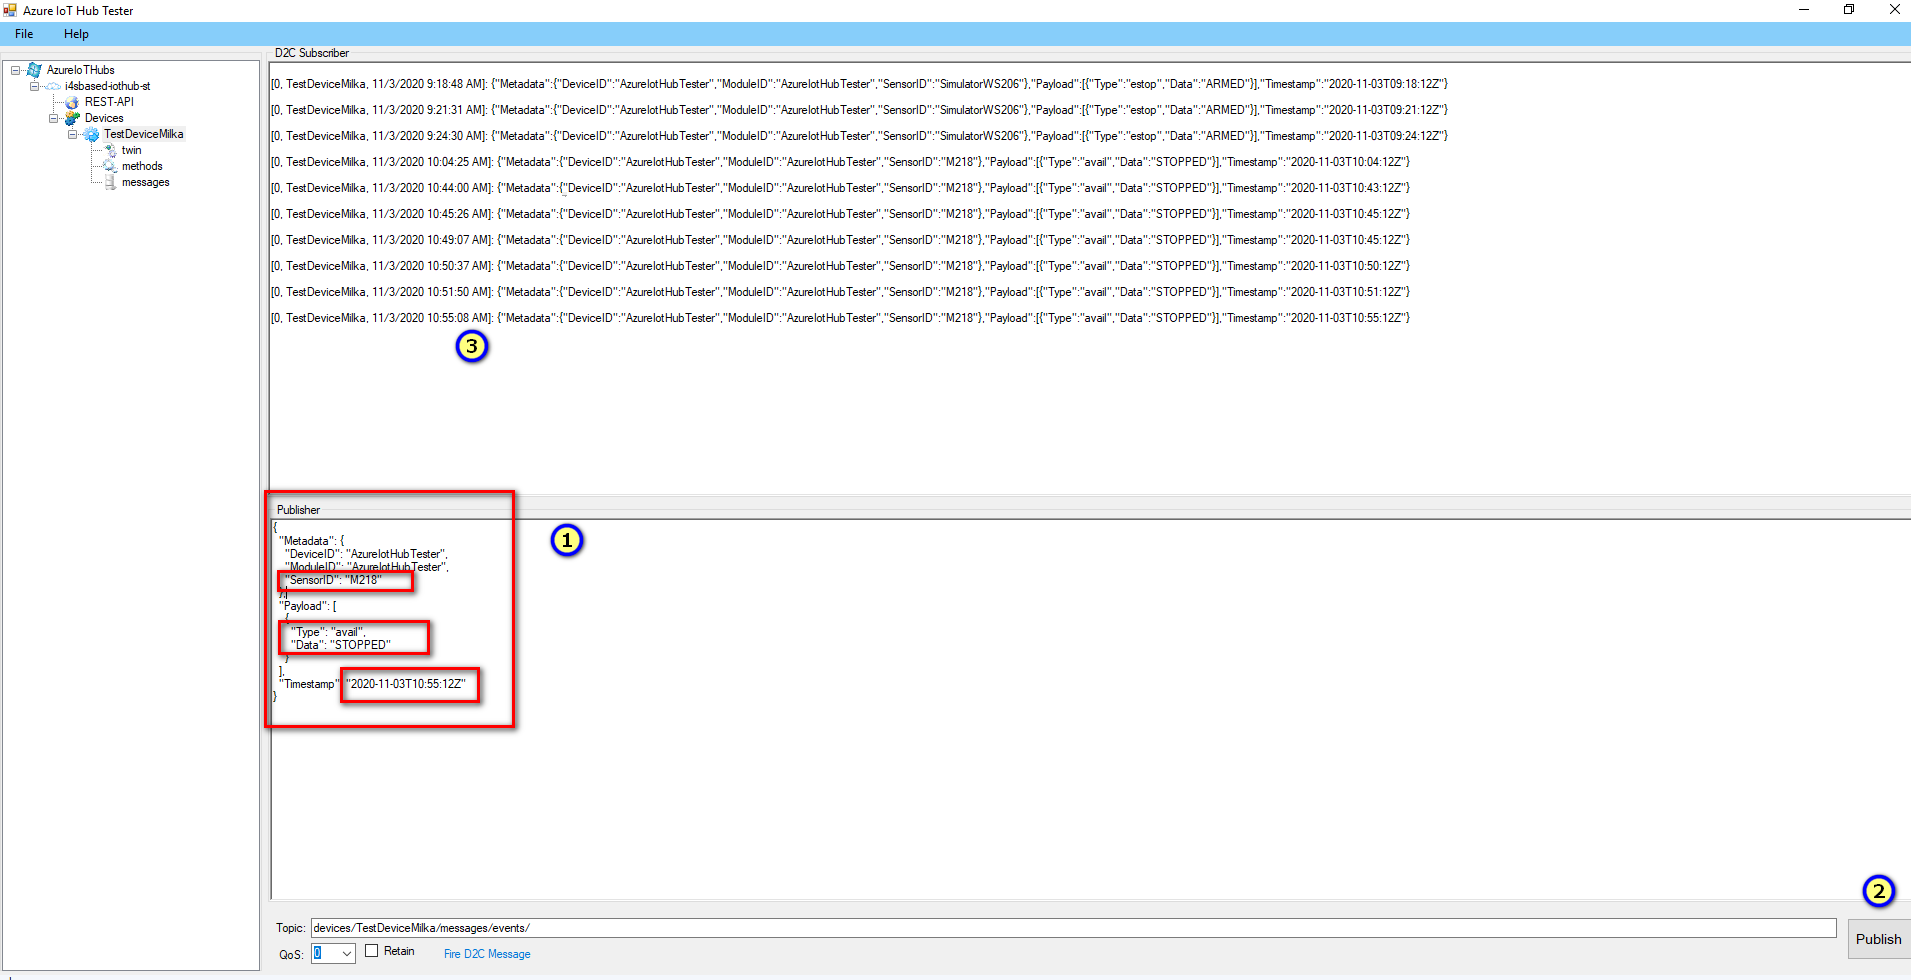 Azure IoT Hub Tester
File Help
AzureIoTHubs
i4sbased-iothub-st
REST-API
Devices
TestDeviceMilka
twin
methods
messages
D2C Subscriber
[0, TestDeviceMilka, 11/3/2020 9:18:48 AM]: {"Metadata":{"DeviceID":"AzureIotHubTester","ModuleID":"AzureIotHubTester","SensorID":"SimulatorWS206"},"Payload":[{"Type":"estop","Data":"ARMED"}],"Timestamp":"2020-11-03T09:18:12Z"}
[0, TestDeviceMilka, 11/3/2020 9:21:31 AM]: {"Metadata":{"DeviceID":"AzureIotHubTester","ModuleID":"AzureIotHubTester","SensorID":"SimulatorWS206"},"Payload":[{"Type":"estop","Data":"ARMED"}],"Timestamp":"2020-11-03T09:21:12Z"}
[0, TestDeviceMilka, 11/3/2020 9:24:30 AM]: {"Metadata":{"DeviceID":"AzureIotHubTester","ModuleID":"AzureIotHubTester","SensorID":"SimulatorWS206"},"Payload":[{"Type":"estop","Data":"ARMED"}],"Timestamp":"2020-11-03T09:24:12Z"}
[0, TestDeviceMilka, 11/3/2020 10:04:25 AM]: {"Metadata":{"DeviceID":"AzureIotHubTester","ModuleID":"AzureIotHubTester","SensorID":"M218"},"Payload":[{"Type":"avail","Data":"STOPPED"}],"Timestamp":"2020-11-03T10:04:12Z"}
[0, TestDeviceMilka, 11/3/2020 10:44:00 AM]: {"Metadata":{"DeviceID":"AzureIotHubTester","ModuleID":"AzureIotHubTester","SensorID":"M218"},"Payload":[{"Type":"avail","Data":"STOPPED"}],"Timestamp":"2020-11-03T10:43:12Z"}
[0, TestDeviceMilka, 11/3/2020 10:45:26 AM]: {"Metadata":{"DeviceID":"AzureIotHubTester","ModuleID":"AzureIotHubTester","SensorID":"M218"},"Payload":[{"Type":"avail","Data":"STOPPED"}],"Timestamp":"2020-11-03T10:45:12Z"}
[0, TestDeviceMilka, 11/3/2020 10:49:07 AM]: {"Metadata":{"DeviceID":"AzureIotHubTester","ModuleID":"AzureIotHubTester","SensorID":"M218"},"Payload":[{"Type":"avail","Data":"STOPPED"}],"Timestamp":"2020-11-03T10:45:12Z"}
[0, TestDeviceMilka, 11/3/2020 10:50:37 AM]: {"Metadata":{"DeviceID":"AzureIotHubTester","ModuleID":"AzureIotHubTester","SensorID":"M218"},"Payload":[{"Type":"avail","Data":"STOPPED"}],"Timestamp":"2020-11-03T10:50:12Z"}
[0, TestDeviceMilka, 11/3/2020 10:51:50 AM]: {"Metadata":{"DeviceID":"AzureIotHubTester","ModuleID":"AzureIotHubTester","SensorID":"M218"},"Payload":[{"Type":"avail","Data":"STOPPED"}],"Timestamp":"2020-11-03T10:51:12Z"}
[0, TestDeviceMilka, 11/3/2020 10:55:08 AM]: {"Metadata":{"DeviceID":"AzureIotHubTester","ModuleID":"AzureIotHubTester","SensorID":"M218"},"Payload":[{"Type":"avail","Data":"STOPPED"}],"Timestamp":"2020-11-03T10:55:12Z"}
3
Publisher
{
"Metadata": {
"DeviceID": "AzureIotHubTester",
"ModuleID": "AzureIotHubTester",
"SensorID": "M218"
},
"Payload": [
{
"Type": "avail",
"Data": "STOPPED"
}
],
"Timestamp" "2020-11-03T10:55:12Z"
}
1
2
Topic: devices/TestDeviceMilka/messages/events/
Publish
QoS: 0 Retain Fire D2C Message